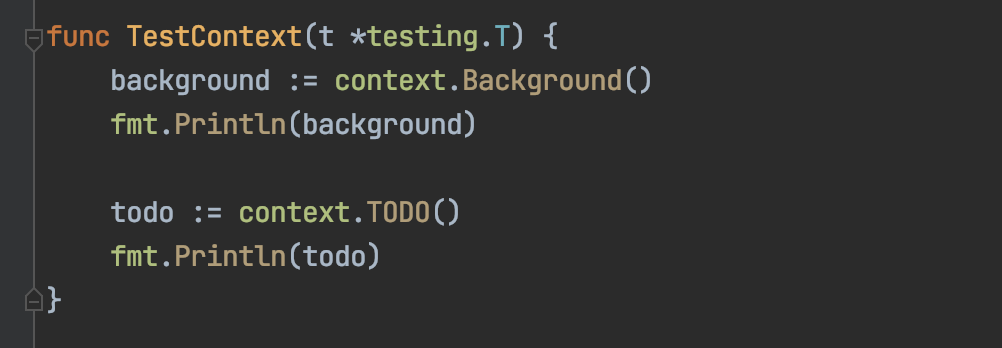 func TestContext(t *testing.T) {
    background := context.Background()
    fmt.Println(background)

    todo := context.TODO()
    fmt.Println(todo)
}